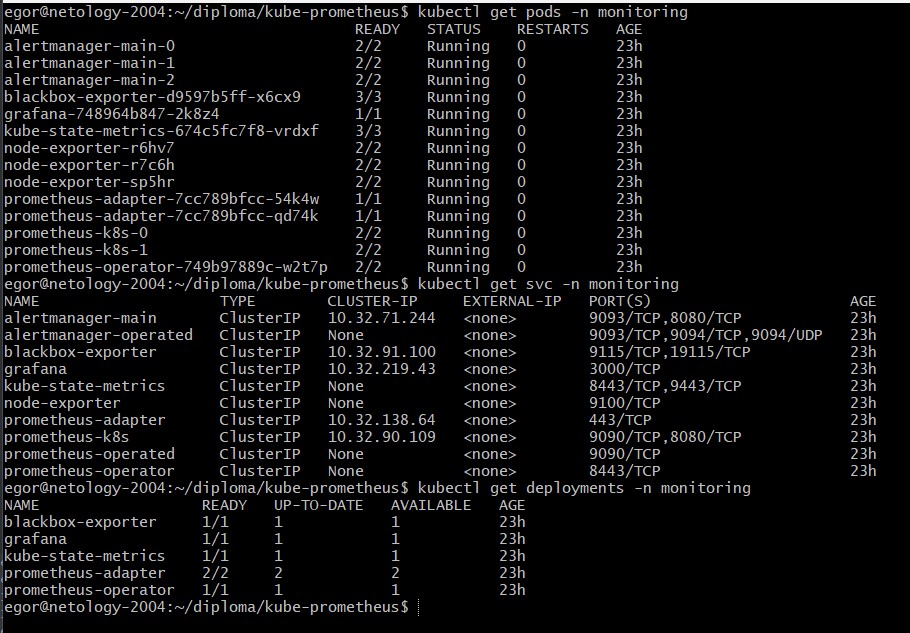 egor@netology-2004:~/diploma/kube-prometheus$ kubectl get pods -n monitoring
NAME READY STATUS RESTARTS AGE
alertmanager-main-0 2/2 Running 0 23h
alertmanager-main-1 2/2 Running 0 23h
alertmanager-main-2 2/2 Running 0 23h
blackbox-exporter-d9597b5ff-x6cx9 3/3 Running 0 23h
grafana-748964b847-2k8z4 1/1 Running 0 23h
kube-state-metrics-674c5fc7f8-vrdxf 3/3 Running 0 23h
node-exporter-r6hv7 2/2 Running 0 23h
node-exporter-r7c6h 2/2 Running 0 23h
node-exporter-sp5hr 2/2 Running 0 23h
prometheus-adapter-7cc789bfcc-54k4w 1/1 Running 0 23h
prometheus-adapter-7cc789bfcc-qd74k 1/1 Running 0 23h
prometheus-k8s-0 2/2 Running 0 23h
prometheus-k8s-1 2/2 Running 0 23h
prometheus-operator-749b97889c-w2t7p 2/2 Running 0 23h
egor@netology-2004:~/diploma/kube-prometheus$ kubectl get svc -n monitoring
NAME TYPE CLUSTER-IP EXTERNAL-IP PORT(S) AGE
alertmanager-main ClusterIP 10.32.71.244 <none> 9093/TCP,8080/TCP 23h
alertmanager-operated ClusterIP None <none> 9093/TCP,9094/TCP,9094/UDP 23h
blackbox-exporter ClusterIP 10.32.91.100 <none> 9115/TCP,19115/TCP 23h
grafana ClusterIP 10.32.219.43 <none> 3000/TCP 23h
kube-state-metrics ClusterIP None <none> 8443/TCP,9443/TCP 23h
node-exporter ClusterIP None <none> 9100/TCP 23h
prometheus-adapter ClusterIP 10.32.138.64 <none> 443/TCP 23h
prometheus-k8s ClusterIP 10.32.90.109 <none> 9090/TCP,8080/TCP 23h
prometheus-operated ClusterIP None <none> 9090/TCP 23h
prometheus-operator ClusterIP None <none> 8443/TCP 23h
egor@netology-2004:~/diploma/kube-prometheus$ kubectl get deployments -n monitoring
NAME READY UP-TO-DATE AVAILABLE AGE
blackbox-exporter 1/1 1 1 23h
grafana 1/1 1 1 23h
kube-state-metrics 1/1 1 1 23h
prometheus-adapter 2/2 2 2 23h
prometheus-operator 1/1 1 1 23h
egor@netology-2004:~/diploma/kube-prometheus$